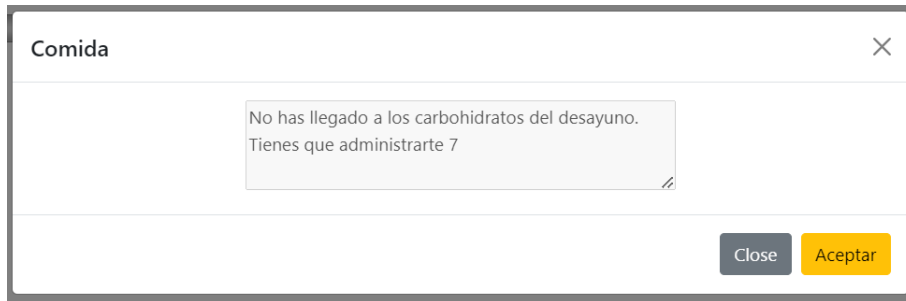 Comida
No has llegado a los carbohidratos del desayuno.
Tienes que administrarte 7
Close
Aceptar